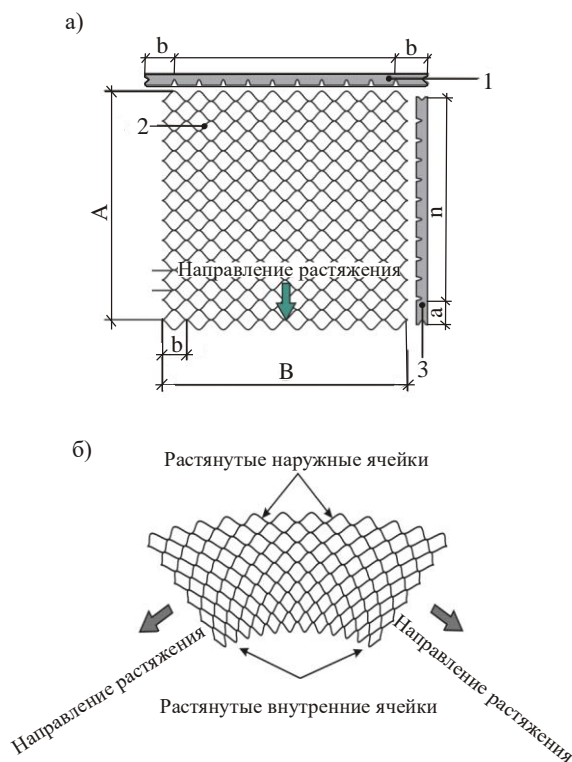 а)
b
b
1
2
A
n
Направление растяжения
a
b
B
3
б)
Растянутые наружные ячейки
Направление растяжения
Направление растяжения
Растянутые внутренние ячейки